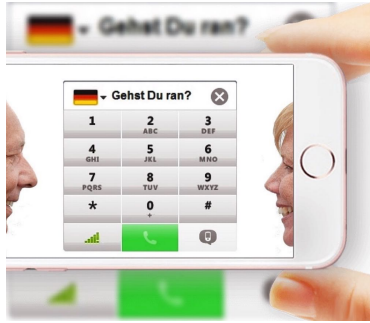 Gehst Du ran?
Gehst Du ran?
1 2 3
ABC DEF
4 5 6
GHI JKL MNO
7 8 9
PQRS TUV WXYZ
* 0 #
+